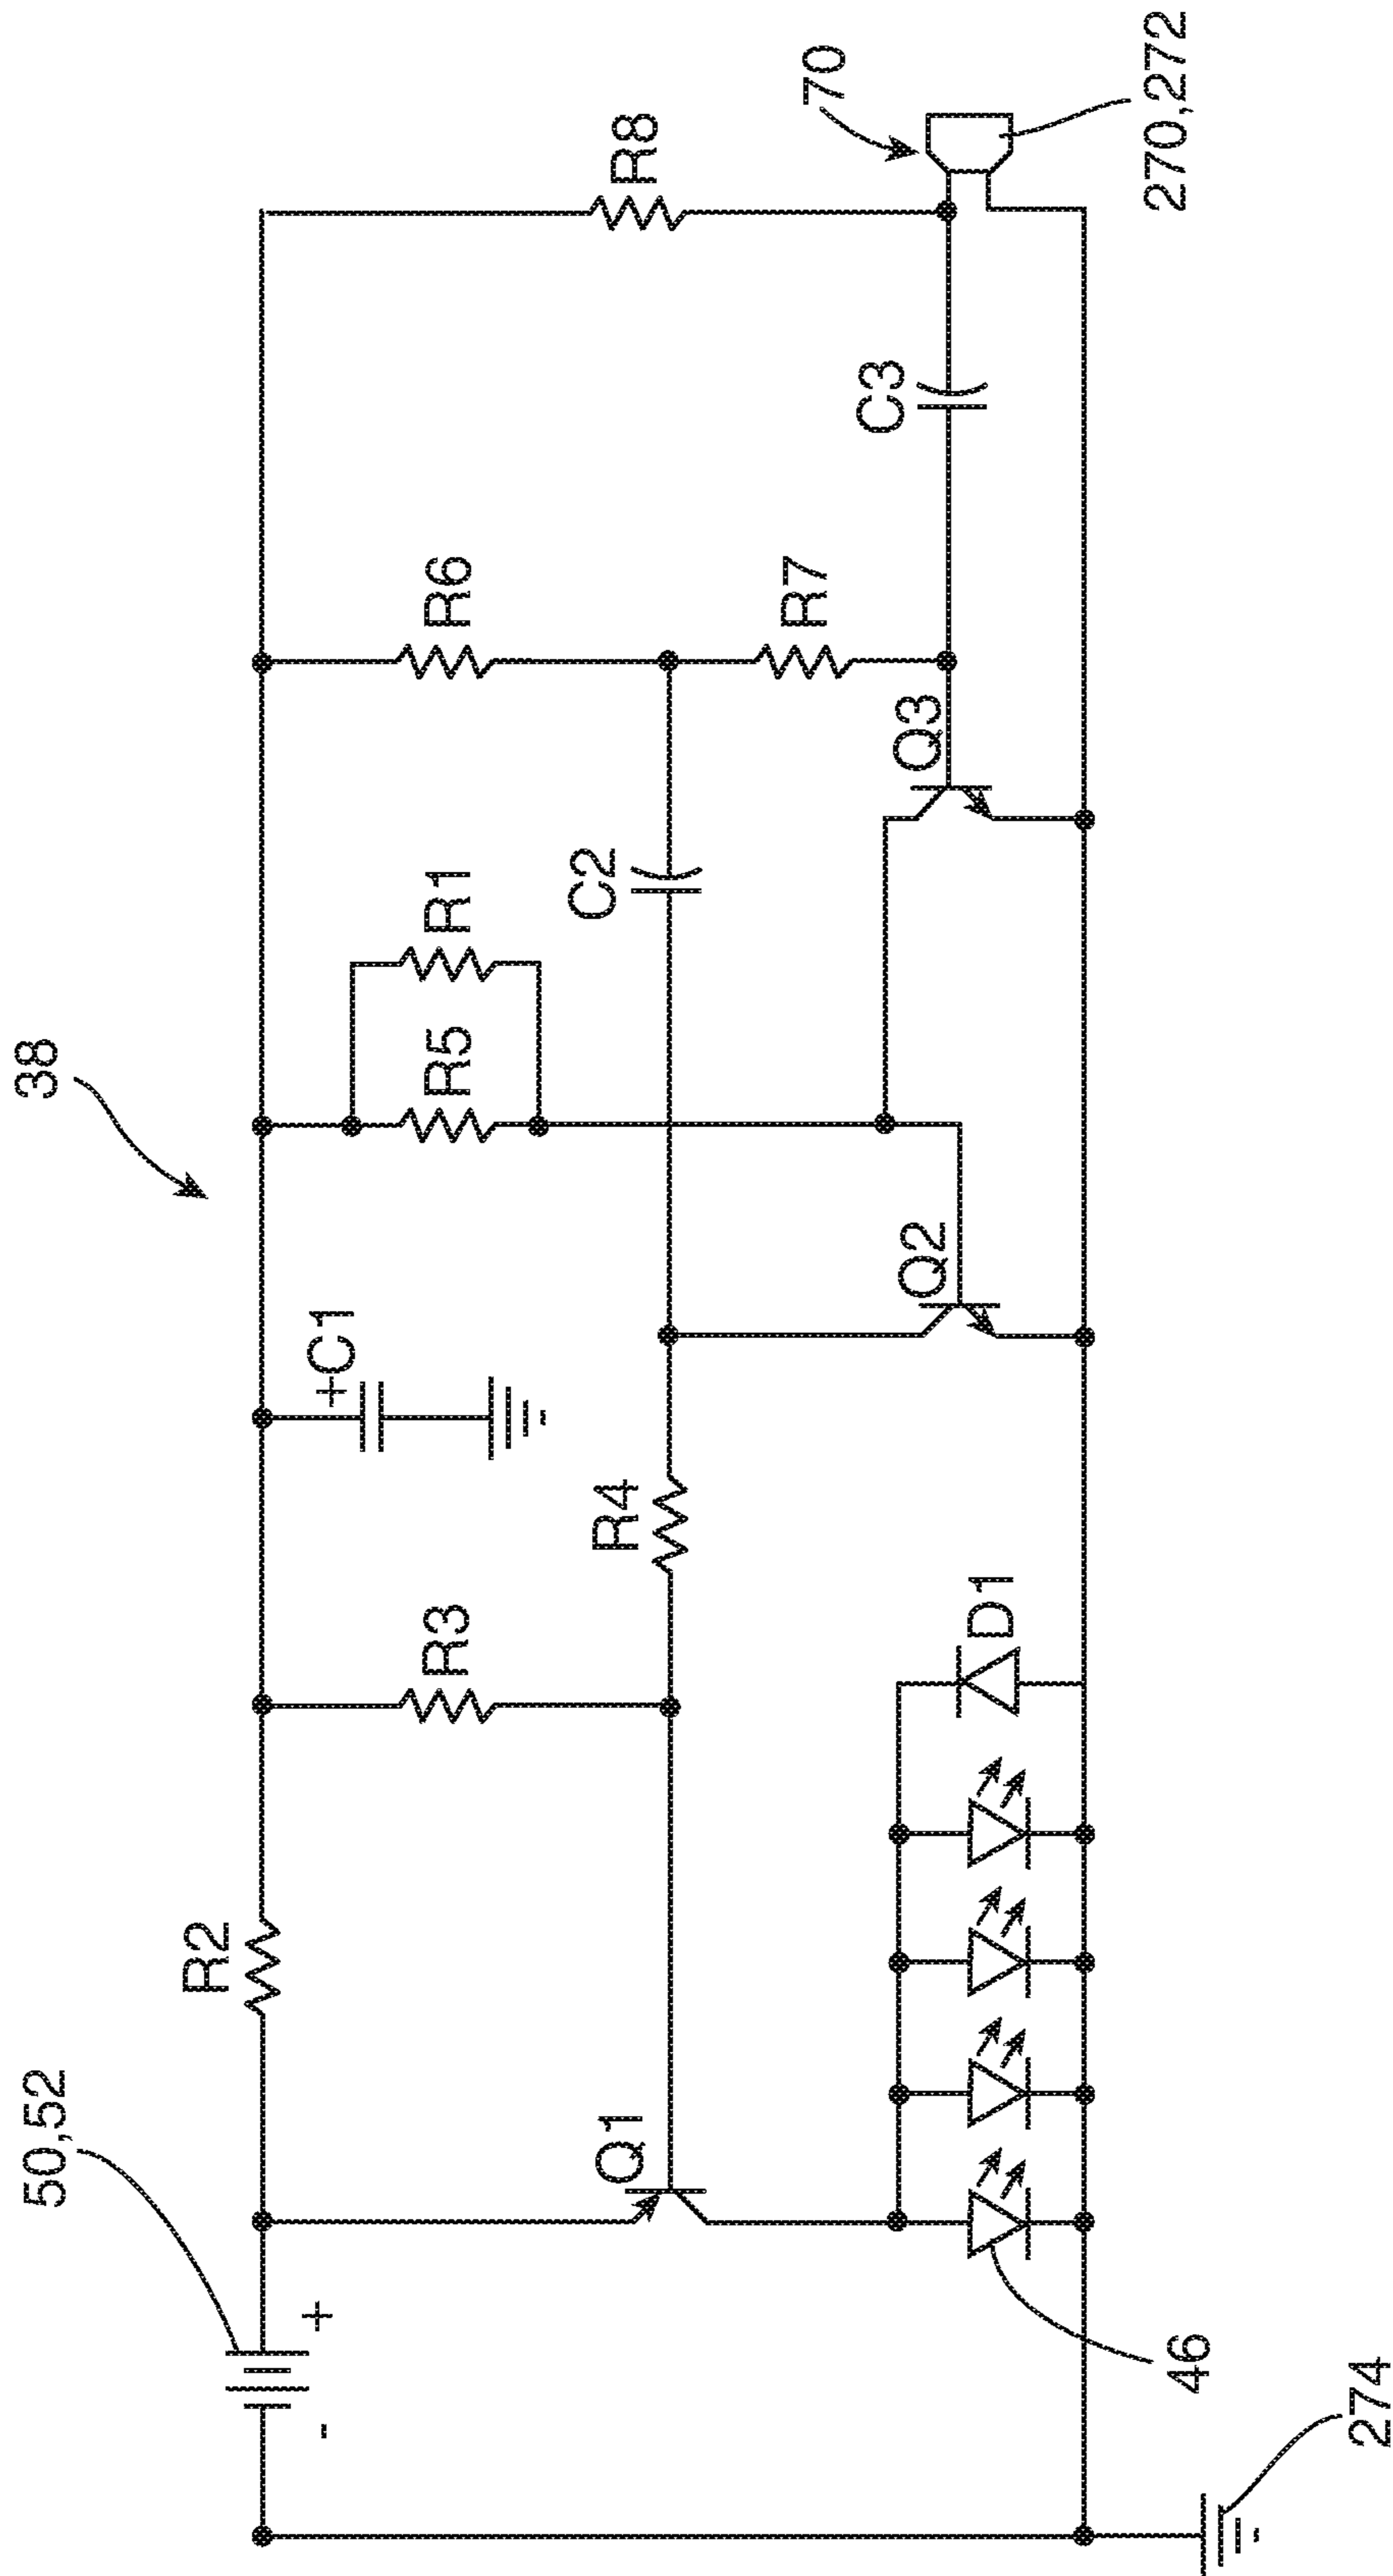 38
50,52
R2
R3
+C1
R5
R1
R6
R8
R4
C2
R7
C3
70
Q1
Q2
Q3
+
-
D1
46
270,272
274